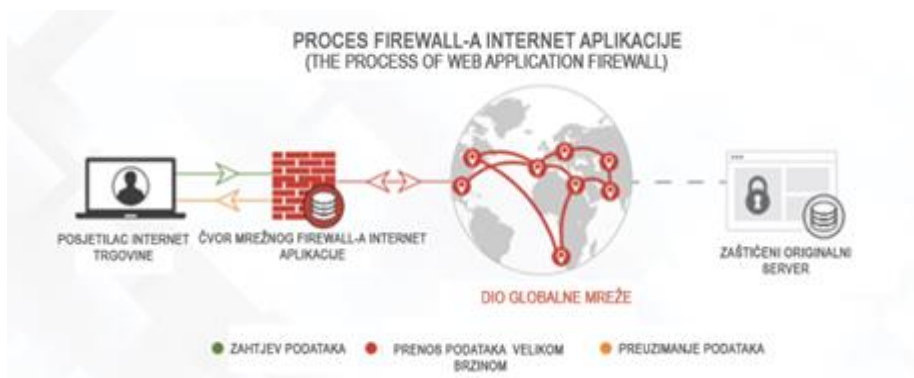 PROCES FIREWALL-A INTERNET APLIKACIJE
(THE PROCESS OF WEB APPLICATION FIREWALL)
POSJETILAC INTERNET
TRGOVINE
ČVOR MREŽNOG FIREWALL-A INTERNET
APLIKACIJE
ZAŠTIĆENI ORIGINALNI
SERVER
DIO GLOBALNE MREŽE
ZAHTJEV PODATAKA
PRENOS PODATAKA VELIKOM
BRZINOM
PREUZIMANJE PODATAKA